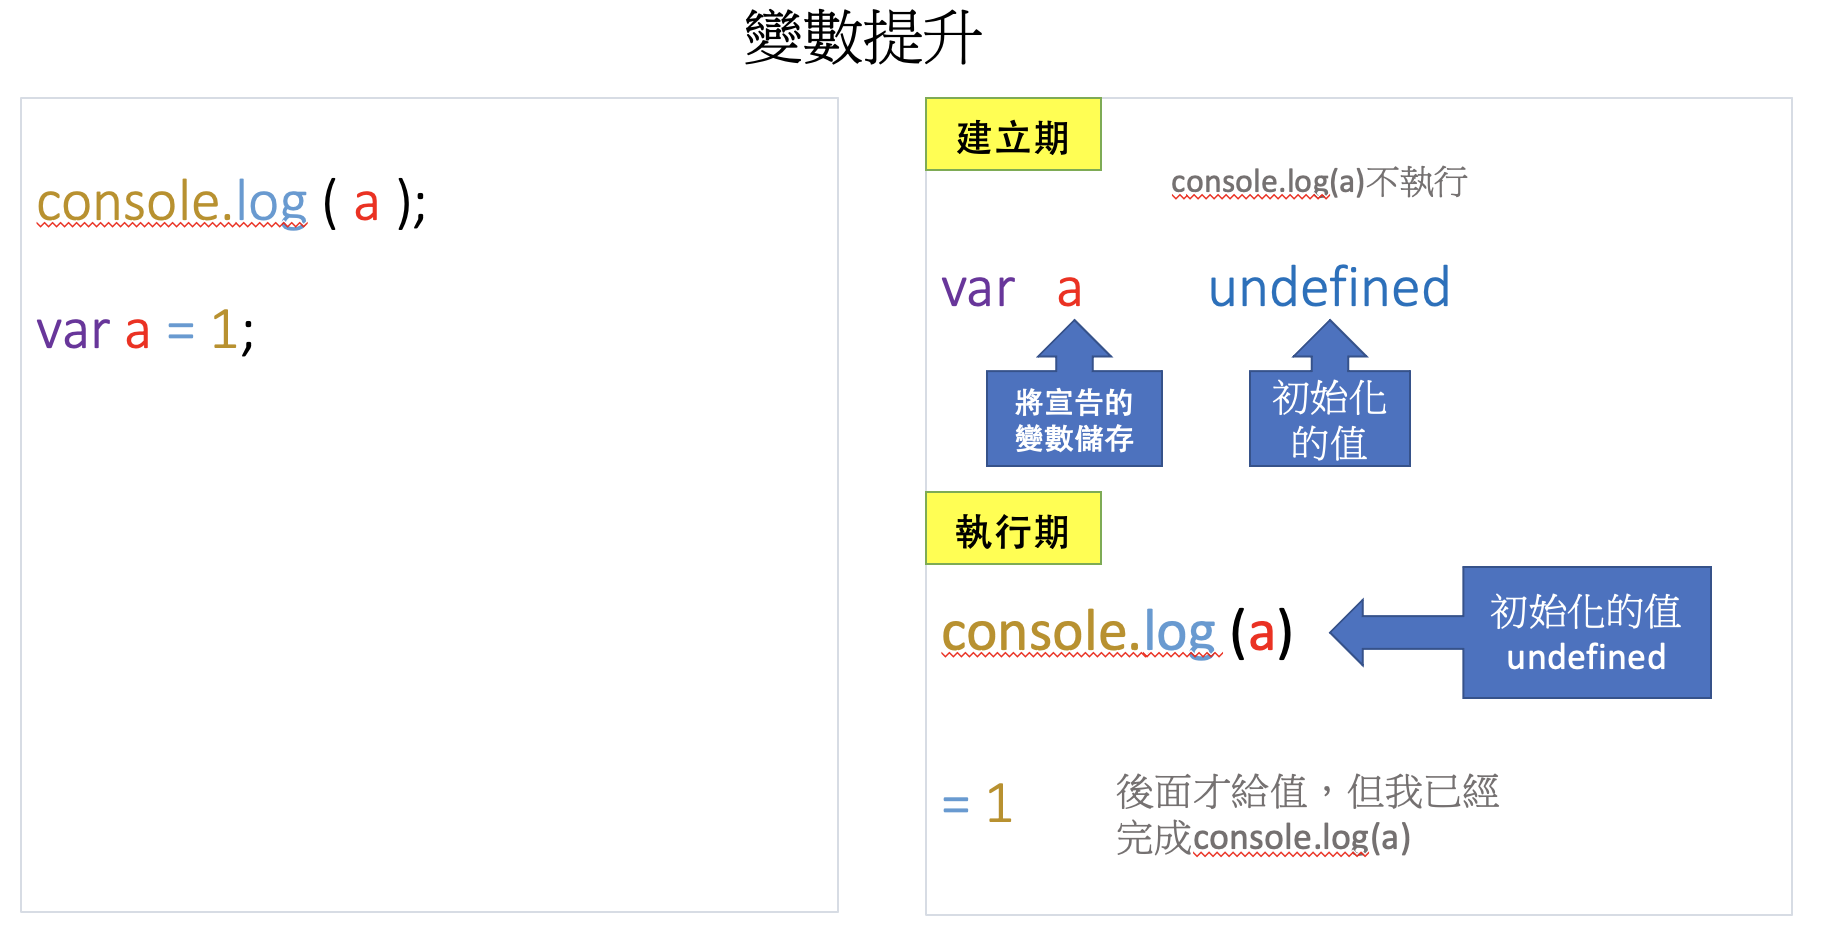 變數提升
console.log ( a );
var a = 1;
建立期
console.log(a)不執行
var a undefined
將宣告的
變數儲存
初始化
的值
執行期
console.log (a)
初始化的值
undefined
= 1
後面才給值，但我已經
完成console.log(a)